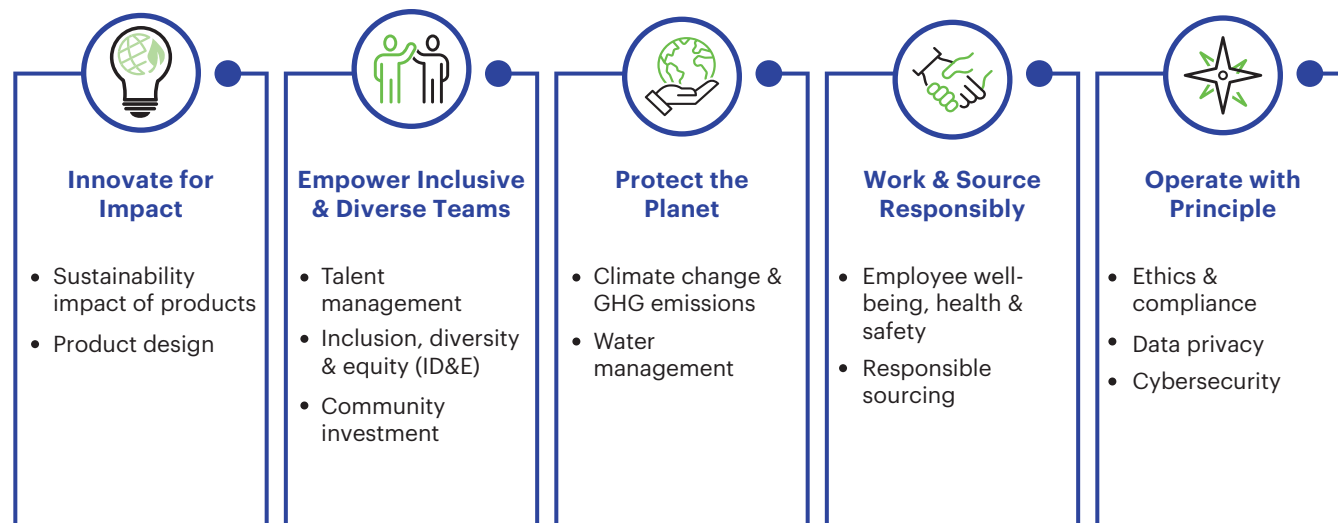 Innovate for
Impact
• Sustainability
impact of products
• Product design
Empower Inclusive
& Diverse Teams
• Talent
management
• Inclusion, diversity
& equity (ID&E)
• Community
investment
Protect the
Planet
• Climate change &
GHG emissions
• Water
management
Work & Source
Responsibly
• Employee well-
being, health &
safety
• Responsible
sourcing
Operate with
Principle
• Ethics &
compliance
• Data privacy
• Cybersecurity